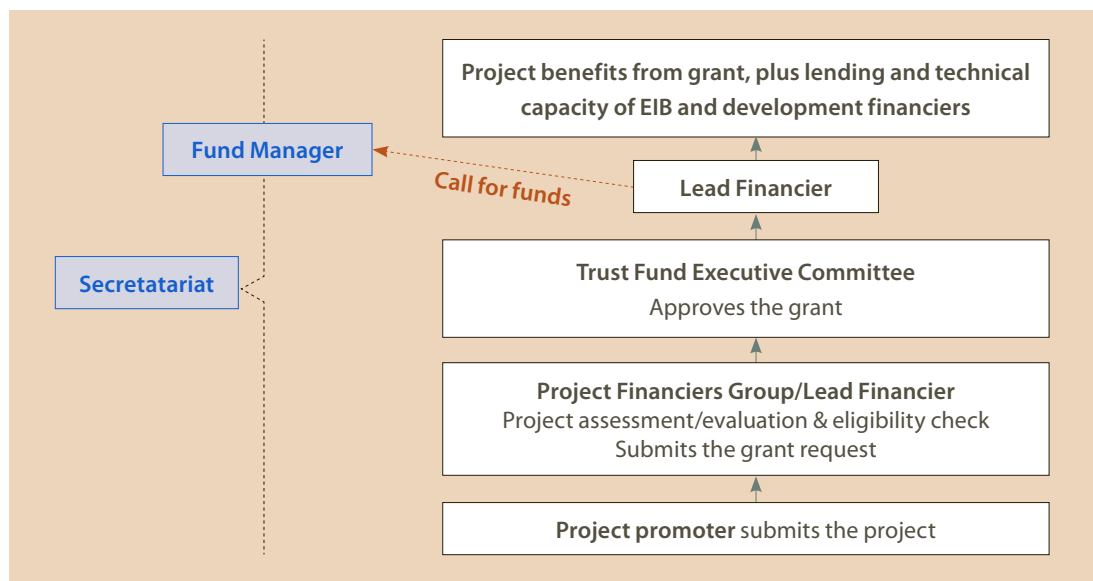 Project benefits from grant, plus lending and technical
capacity of EIB and development financiers
Fund Manager
Call for funds
Lead Financier
Secretatariat
Trust Fund Executive Committee
Approves the grant
Project Financiers Group/Lead Financier
Project assessment/evaluation & eligibility check
Submits the grant request
Project promoter submits the project